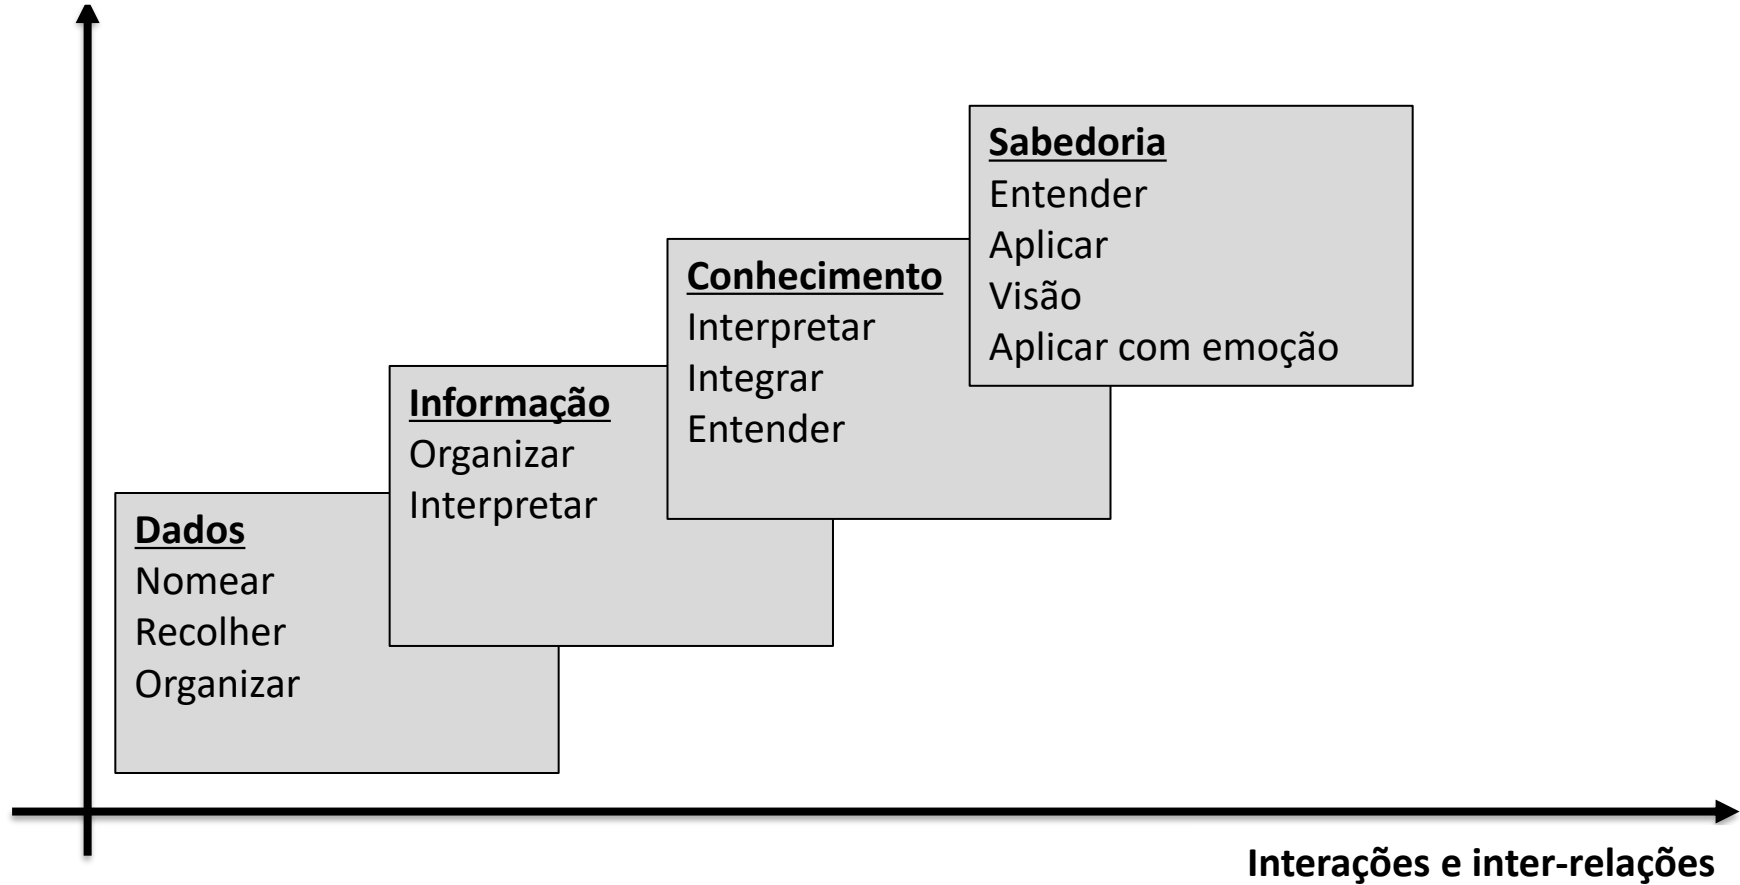 Dados
Nomear
Recolher
Organizar
Informação
Organizar
Interpretar
Conhecimento
Interpretar
Integrar
Entender
Sabedoria
Entender
Aplicar
Visão
Aplicar com emoção
Interações e inter-relações